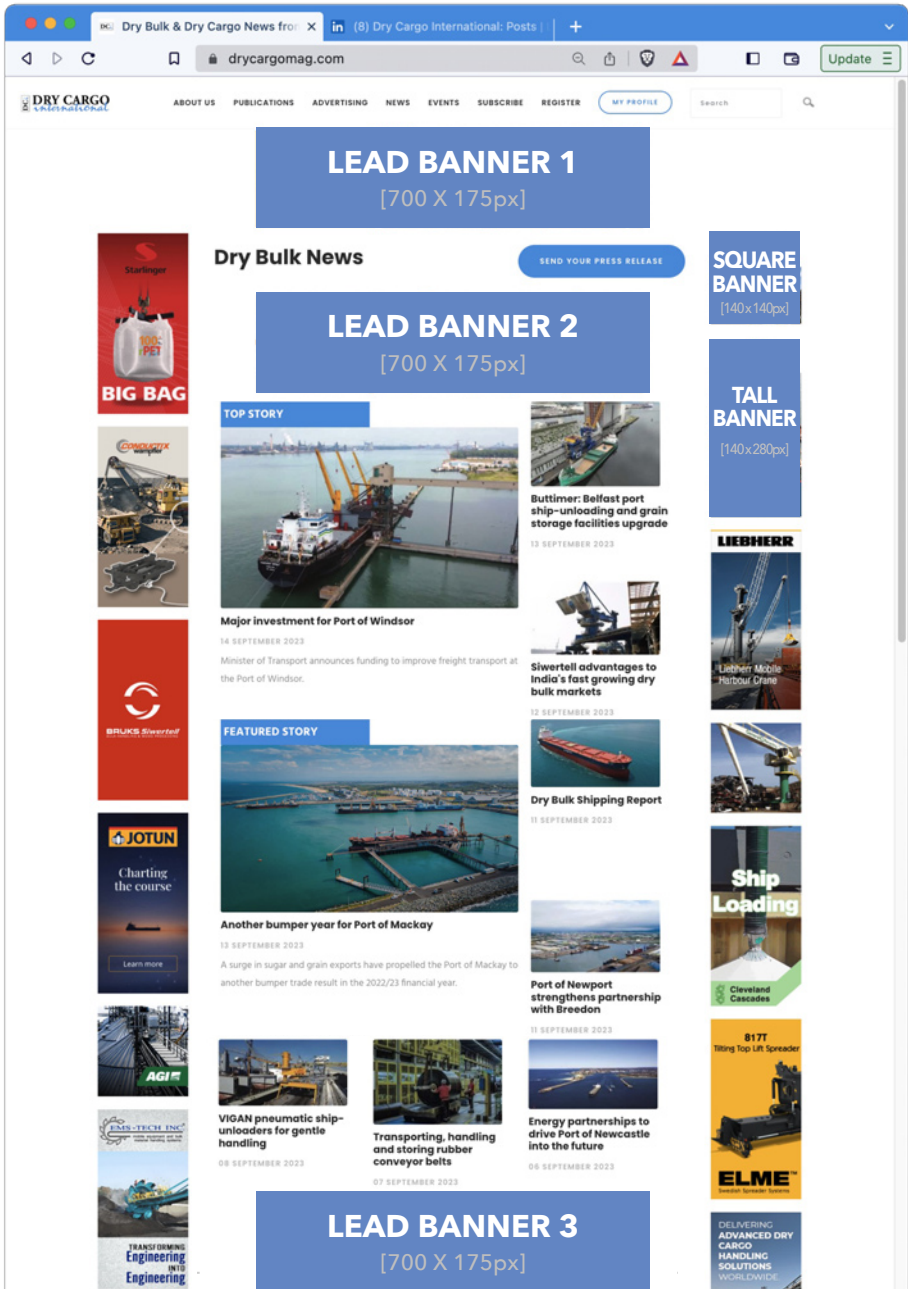 Dry Bulk & Dry Cargo News from
(8) Dry Cargo International: Posts |
drycargomag.com
Update
DRY CARGO
international
ABOUT US PUBLICATIONS ADVERTISING NEWS EVENTS SUBSCRIBE REGISTER MY PROFILE Search
LEAD BANNER 1
[700 X 175px]
Starlinger
100%
rPET
BIG BAG
Dry Bulk News
SEND YOUR PRESS RELEASE
SQUARE
BANNER
[140x140px]
LEAD BANNER 2
[700 X 175px]
TALL
BANNER
[140x280px]
CONDUCTIX
wampfler
TOP STORY
Major investment for Port of Windsor
14 SEPTEMBER 2023
Minister of Transport announces funding to improve freight transport at
the Port of Windsor.
Buttimer: Belfast port
ship-unloading and grain
storage facilities upgrade
13 SEPTEMBER 2023
Siwertell advantages to
India's fast growing dry
bulk markets
12 SEPTEMBER 2023
LIEBHERR
Liebherr Mobile
Harbour Crane
BRUKS Siwertell
FEATURED STORY
Another bumper year for Port of Mackay
13 SEPTEMBER 2023
A surge in sugar and grain exports have propelled the Port of Mackay to
another bumper trade result in the 2022/23 financial year.
Dry Bulk Shipping Report
11 SEPTEMBER 2023
Port of Newport
strengthens partnership
with Breedon
11 SEPTEMBER 2023
JOTUN
Charting
the course
Learn more
Ship
Loading
Cleveland
Cascades
AGI
VIGAN pneumatic ship-
unloaders for gentle
handling
08 SEPTEMBER 2023
Transporting, handling
and storing rubber
conveyor belts
07 SEPTEMBER 2023
Energy partnerships to
drive Port of Newcastle
into the future
06 SEPTEMBER 2023
817T
Tilting Top Lift Spreader
ELME™
Swedish Spreader Systems
EMS-TECH INC
TRANSFORMING
Engineering
INTO
Engineering
LEAD BANNER 3
[700 X 175px]
DELIVERING
ADVANCED DRY
CARGO
HANDLING
SOLUTIONS
WORLDWIDE